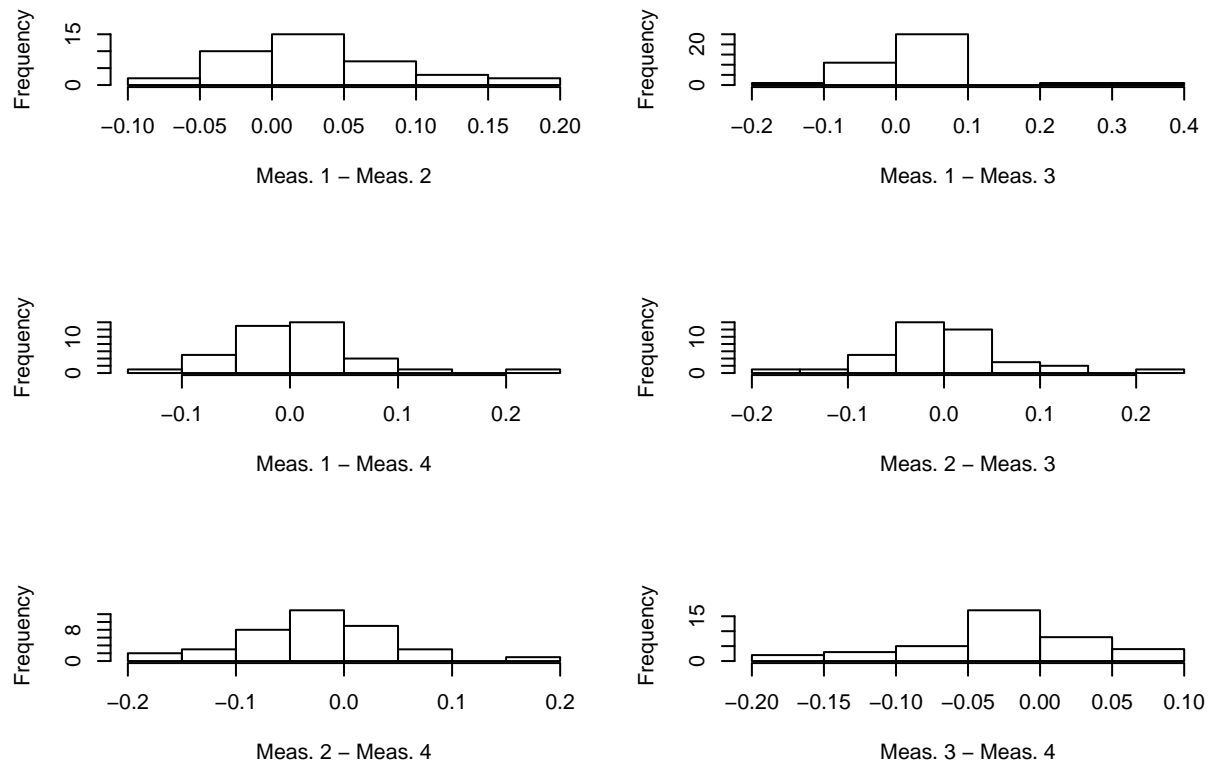 Frequency
15
0
−0.10 −0.05 0.00 0.05 0.10 0.15 0.20
Meas. 1 − Meas. 2
Frequency
20
0
−0.2 −0.1 0.0 0.1 0.2 0.3 0.4
Meas. 1 − Meas. 3
Frequency
10
0
−0.1 0.0 0.1 0.2
Meas. 1 − Meas. 4
Frequency
10
0
−0.2 −0.1 0.0 0.1 0.2
Meas. 2 − Meas. 3
Frequency
8
0
−0.2 −0.1 0.0 0.1 0.2
Meas. 2 − Meas. 4
Frequency
15
0
−0.20 −0.15 −0.10 −0.05 0.00 0.05 0.10
Meas. 3 − Meas. 4